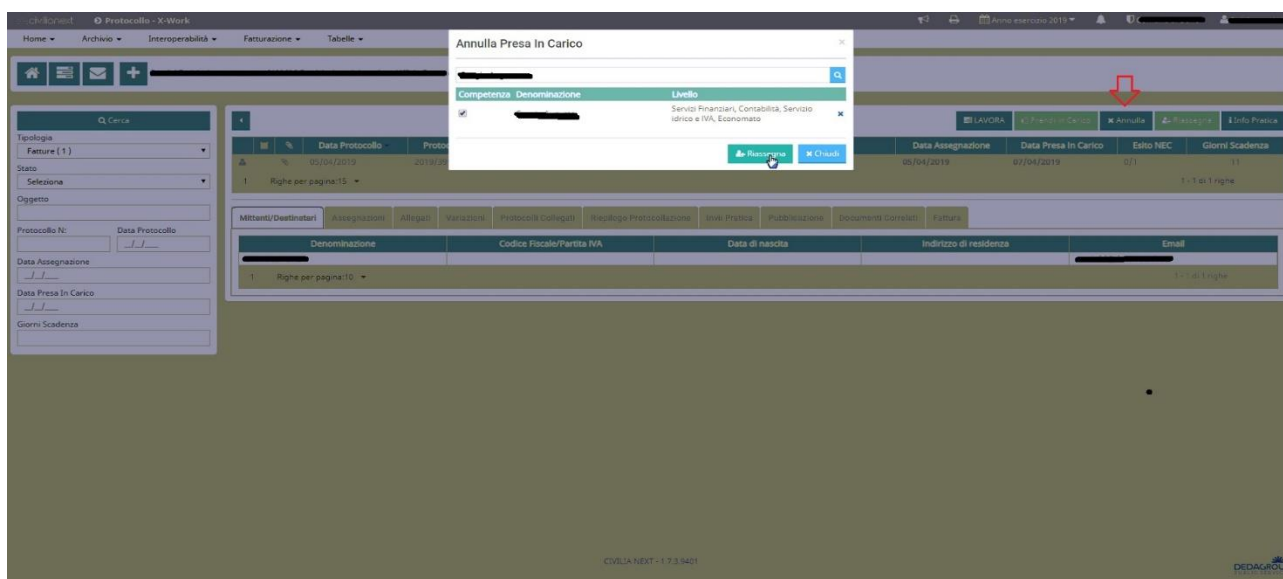 Protocollo - X-Work
Anno esercizio 2019
Home Archivio Interoperabilità Fatturazione Tabelle
Annulla Presa In Carico
Competenza Denominazione Livello
Servizi Finanziari, Contabilità, Servizio
idrico e IVA, Economato
Riassegna Chiudi
Cerca
Tipologia
Fatture ( 1 )
Stato
Seleziona
Oggetto
Protocollo N: Data Protocollo
_/_/__
Data Assegnazione
_/_/__
Data Presa In Carico
_/_/__
Giorni Scadenza
LAVORA Prendi in Carico Annulla Riassegna Info Pratica
Data Protocollo Data Assegnazione Data Presa In Carico Esito NEC Giorni Scadenza
05/04/2019 05/04/2019 07/04/2019 0/1 11
1 Righe per pagina:15 1 - 1 di 1 righe
Mittenti/Destinatari Assegnazioni Allegati Variazioni Protocolli Collegati Riepilogo Protocollazione Invii Pratica Pubblicazione Documenti Correlati Fattura
Denominazione Codice Fiscale/Partita IVA Data di nascita Indirizzo di residenza Email
1 Righe per pagina:10 1 - 1 di 1 righe
CIVILIA NEXT - 1.7.3.9401